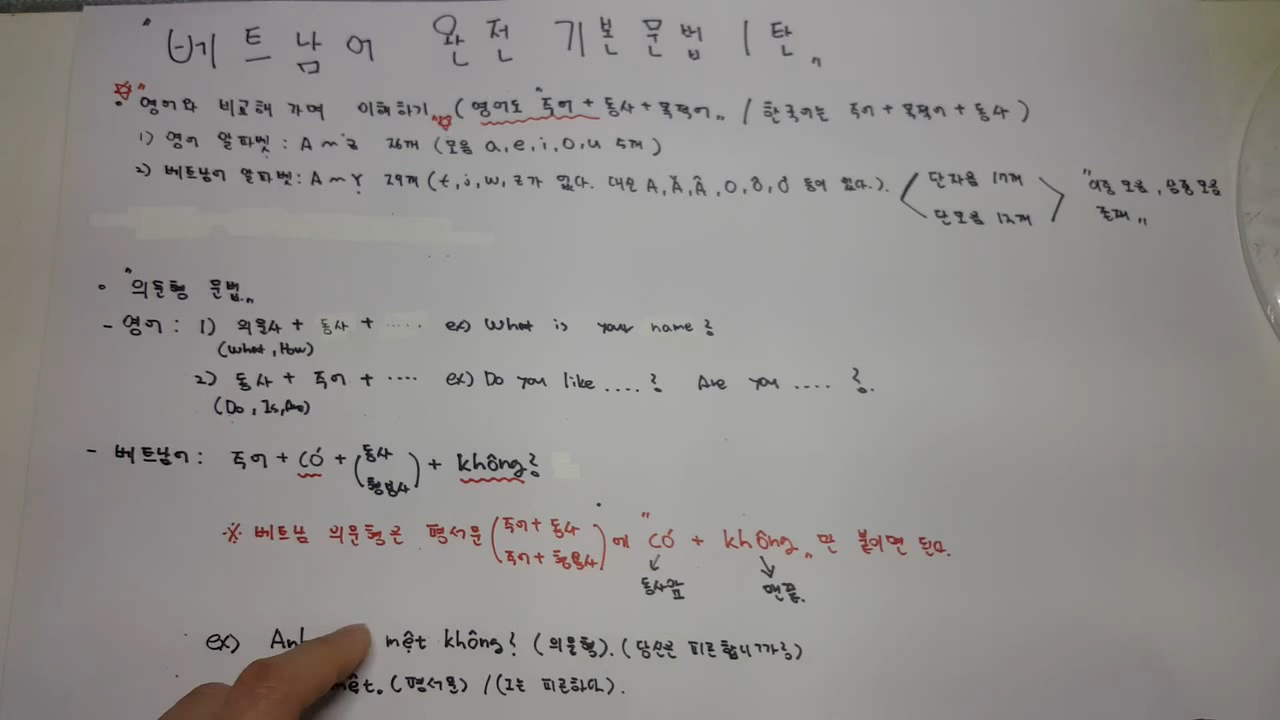 "베트남어 완전 기본 문법 1탄"
• "영어와 비교해 가며 이해하기" (영어도 "주어 + 동사 + 목적어" / 한국어는 주어 + 목적어 + 동사)
1) 영어 알파벳 : A ~ Z 26개 (모음 a, e, i, o, u 5개)
2) 베트남어 알파벳 : A ~ Y 29개 (f, j, w, z가 없다. 대신 A, Ă, Â, O, Ô, Ơ 등이 있다.). 단자음 17개 "이중 모음, 삼중 모음
단모음 12개 존재"
• "의문형 문법"
- 영어 : 1) 의문사 + 동사 + ..... ex) What is your name?
(What, How)
2) 동사 + 주어 + .... ex) Do you like ....? Are you ....?.
(Do, Is, Are)
- 베트남어 : 주어 + có + (동사 형용사) + không?
※ 베트남 의문형은 평서문 (주어 + 동사 주어 + 형용사) 에 "có + không" 만 붙이면 된다.
↓ 동사앞 ↘ 맨끝.
ex) Anh mệt không? (의문형). (당신은 피곤합니까?)
mệt. (평서문) / (그는 피곤하다).